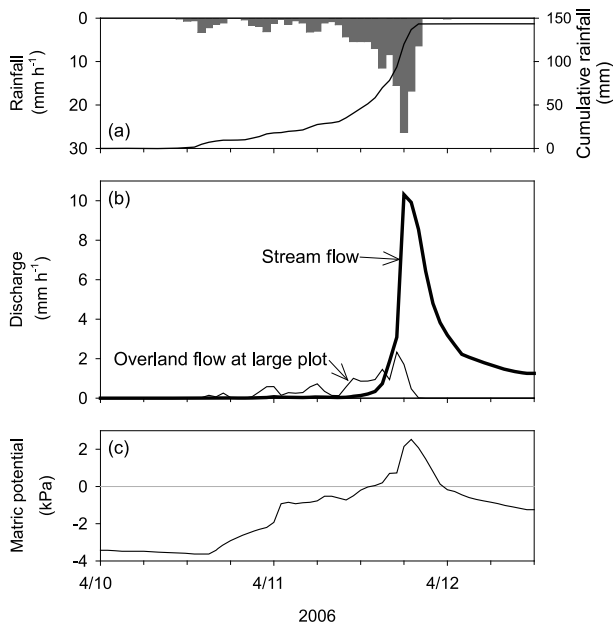 0
10
20
30
Rainfall
(mm h⁻¹)
(a)
150
100
50
0
Cumulative rainfall
(mm)
(b)
10
8
6
4
2
0
Discharge
(mm h⁻¹)
Stream flow
Overland flow at large plot
(c)
2
0
-2
-4
Matric potential
(kPa)
4/10
4/11
4/12
2006